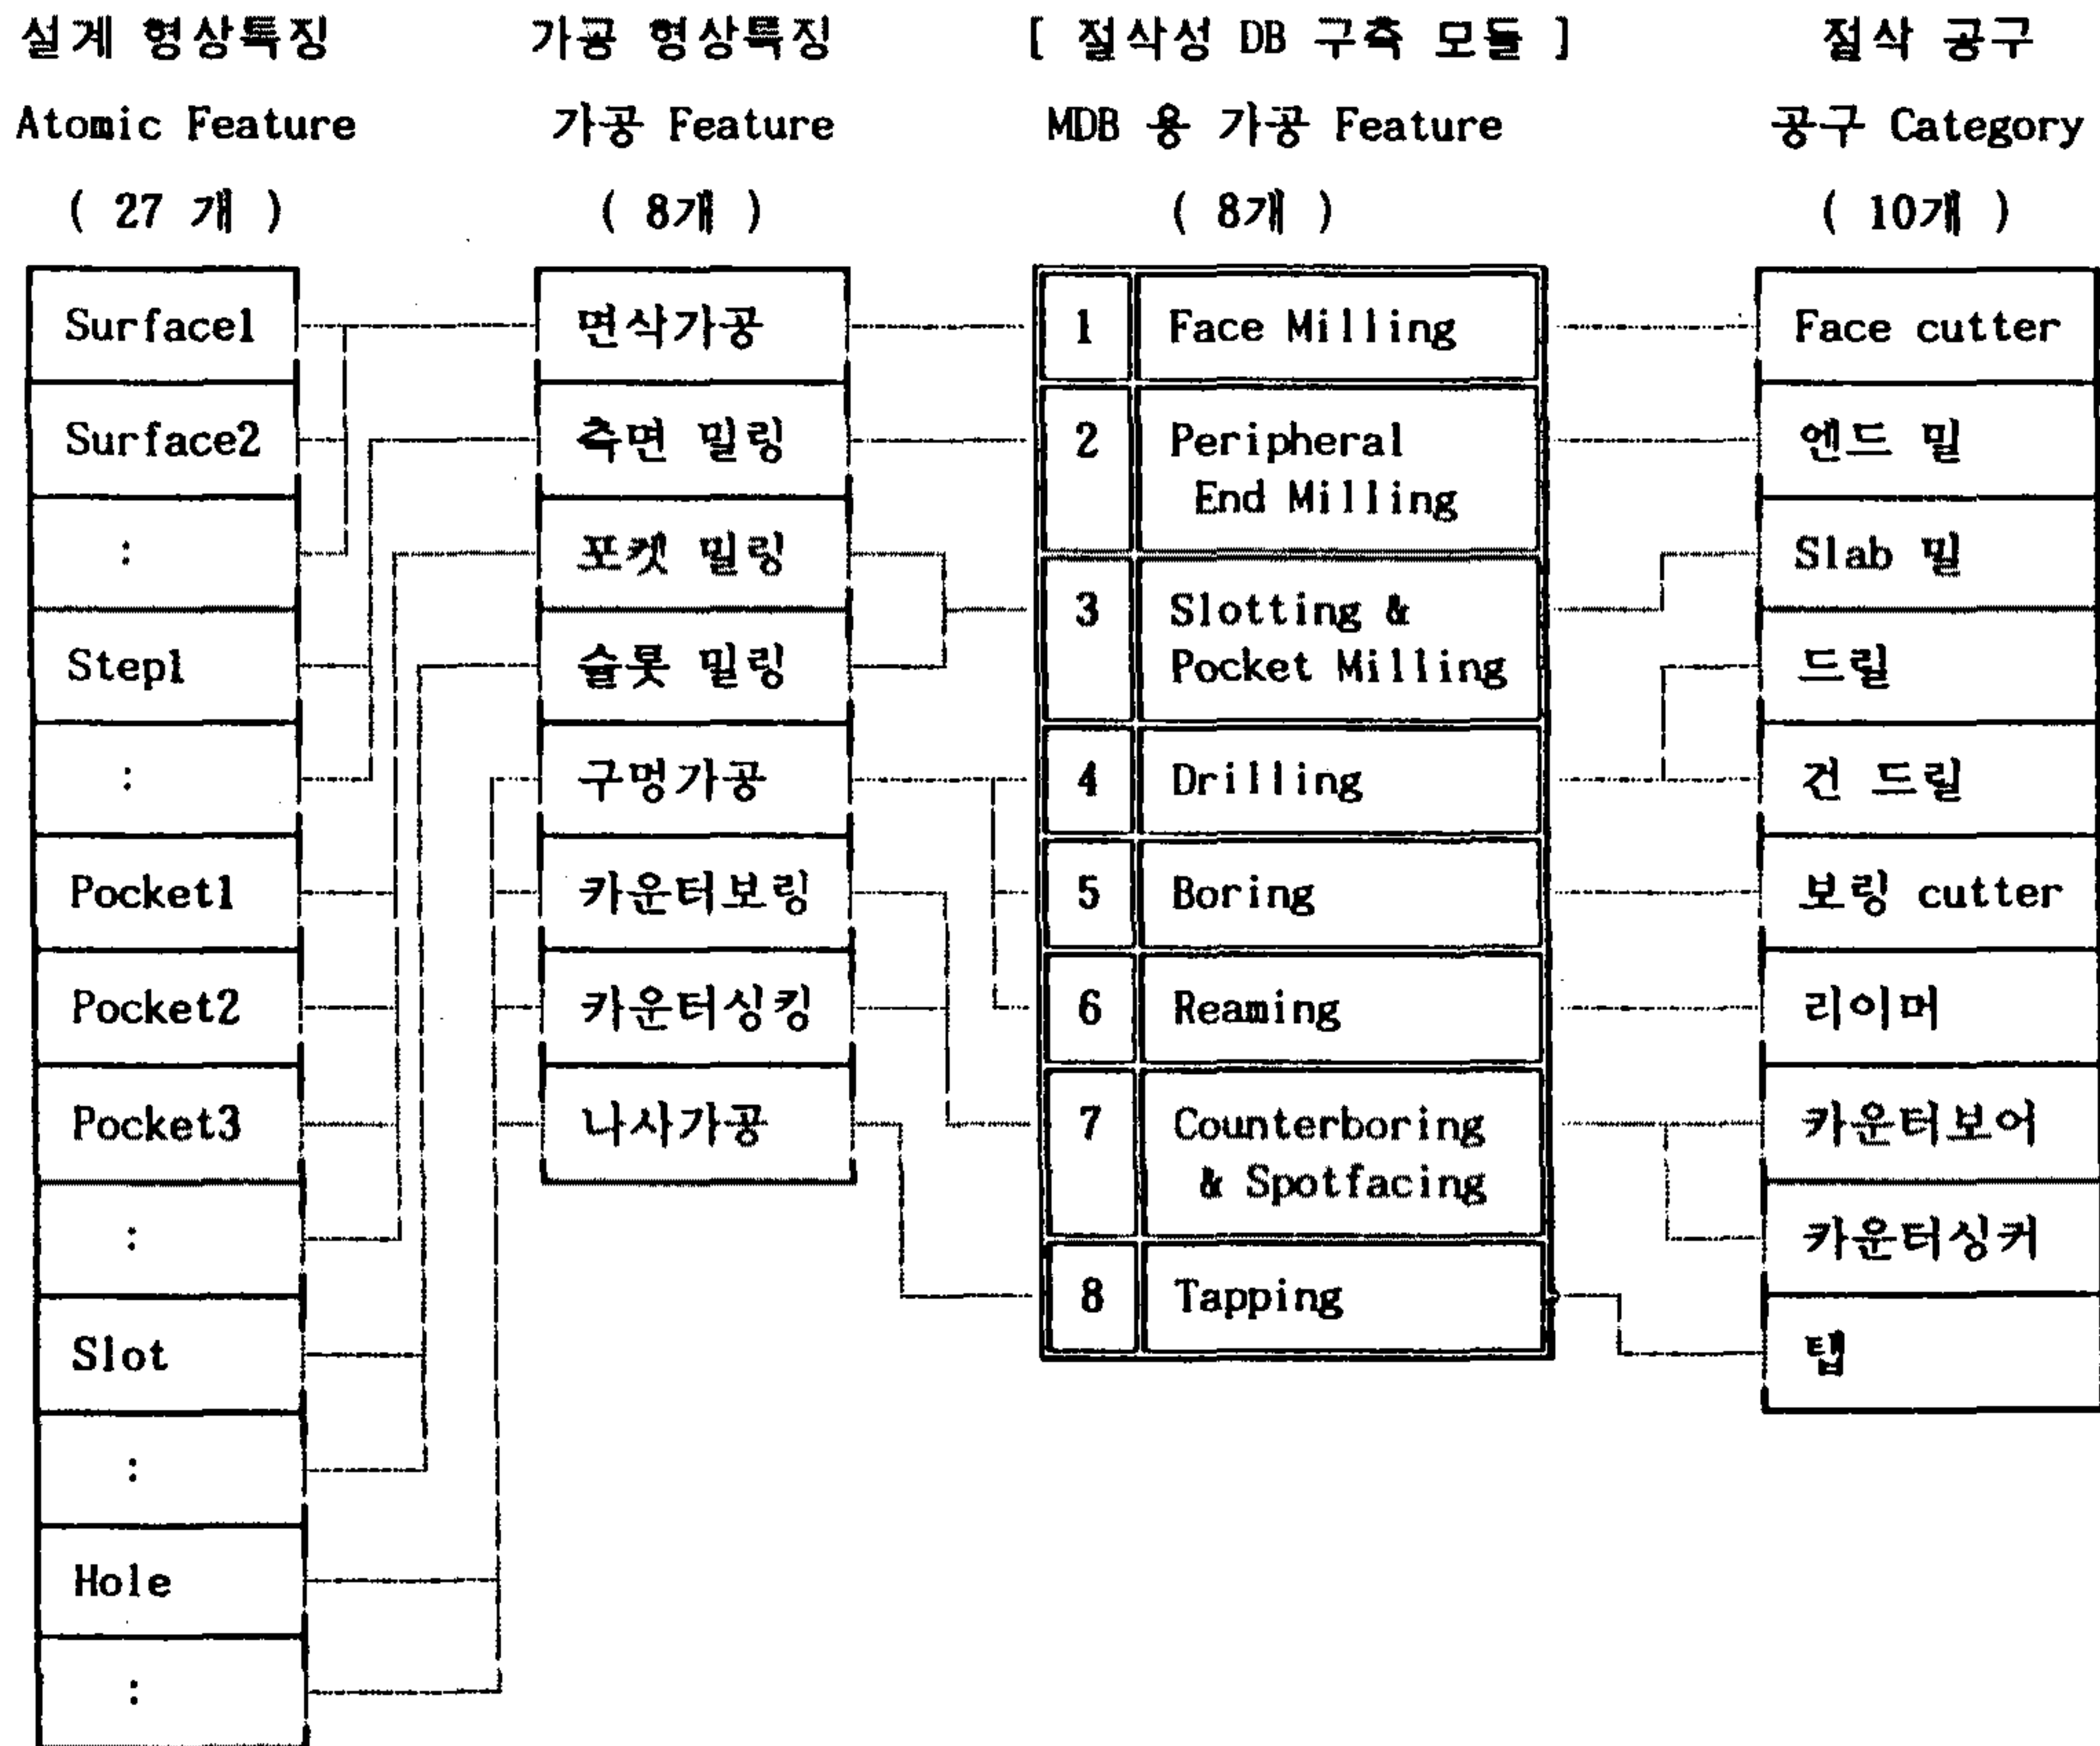 설계 형상특징
Atomic Feature
( 27 개 )
Surface1
Surface2
:
Step1
:
Pocket1
Pocket2
Pocket3
:
Slot
:
Hole
:
가공 형상특징
가공 Feature
( 8개 )
면삭가공
측면 밀링
포켓 밀링
슬롯 밀링
구멍가공
카운터보링
카운터싱킹
나사가공
[ 절삭성 DB 구축 모듈 ]
MDB 용 가공 Feature
( 8개 )
1 Face Milling
2 Peripheral
End Milling
3 Slotting &
Pocket Milling
4 Drilling
5 Boring
6 Reaming
7 Counterboring
& Spotfacing
8 Tapping
절삭 공구
공구 Category
( 10개 )
Face cutter
엔드 밀
Slab 밀
드릴
건 드릴
보링 cutter
리이머
카운터보어
카운터싱커
탭